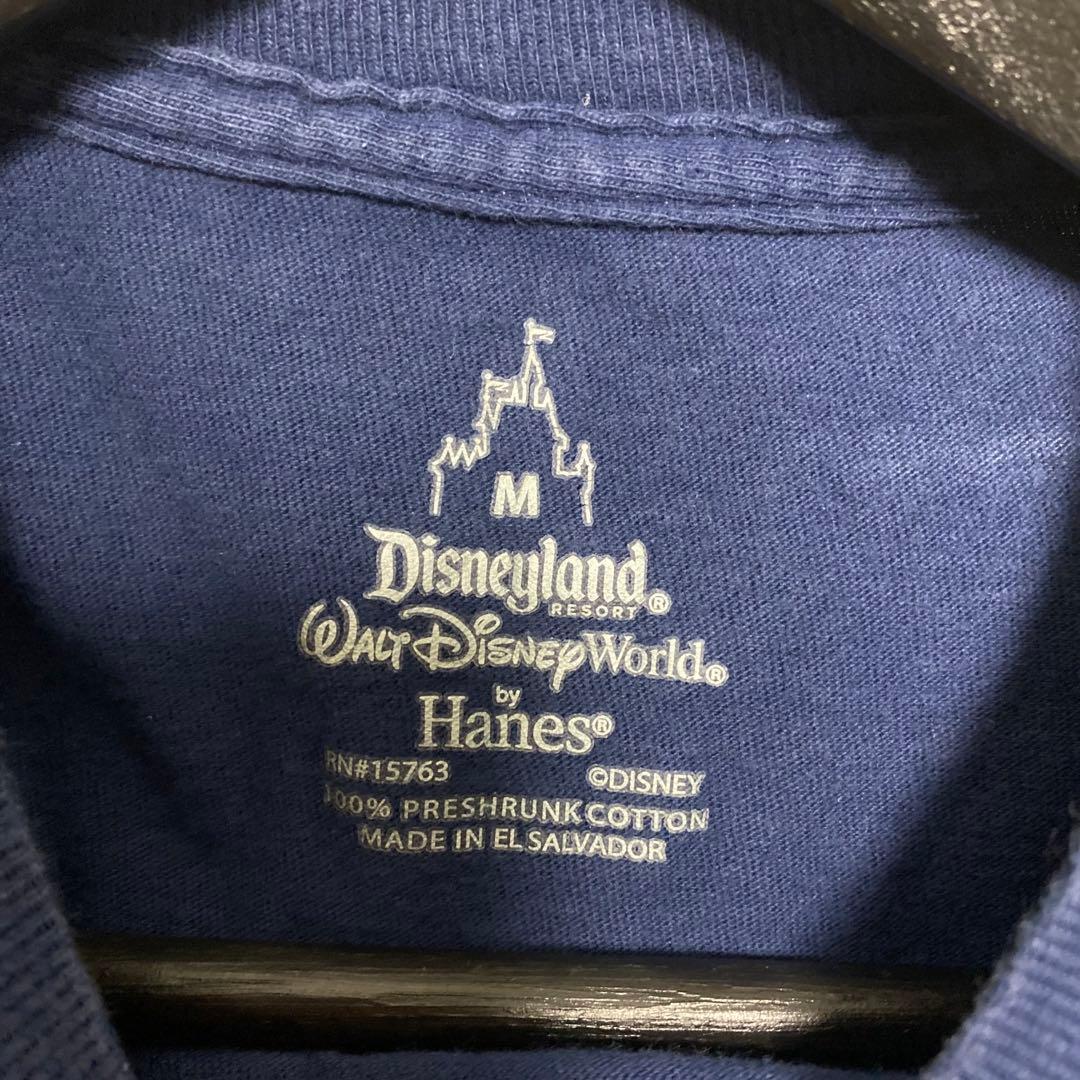 M
Disneyland®
RESORT
WALT DISNEY World®
by
Hanes®
RN#15763 ©DISNEY
100% PRESHRUNK COTTON
MADE IN EL SALVADOR